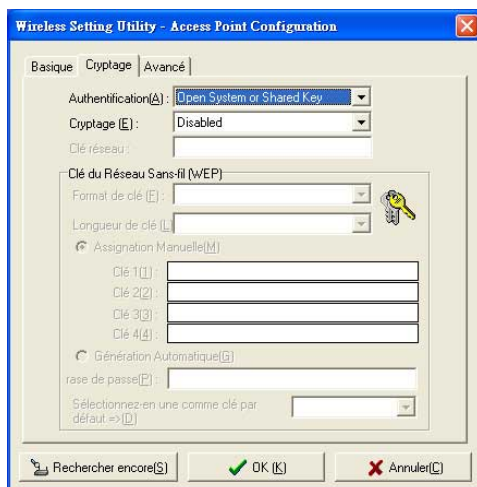 Wireless Setting Utility - Access Point Configuration
Basique Cryptage Avancé
Authentification(A) : Open System or Shared Key
Cryptage (E) : Disabled
Clé réseau :
Clé du Réseau Sans-fil (WEP)
Format de clé (F) :
Longueur de clé (L)
Assignation Manuelle(M)
Clé 1(1) :
Clé 2(2) :
Clé 3(3) :
Clé 4(4) :
Génération Automatique(G)
rase de passe(P) :
Sélectionnez-en une comme clé par
défaut =>(D)
Rechercher encore(S) OK (K) Annuler(C)